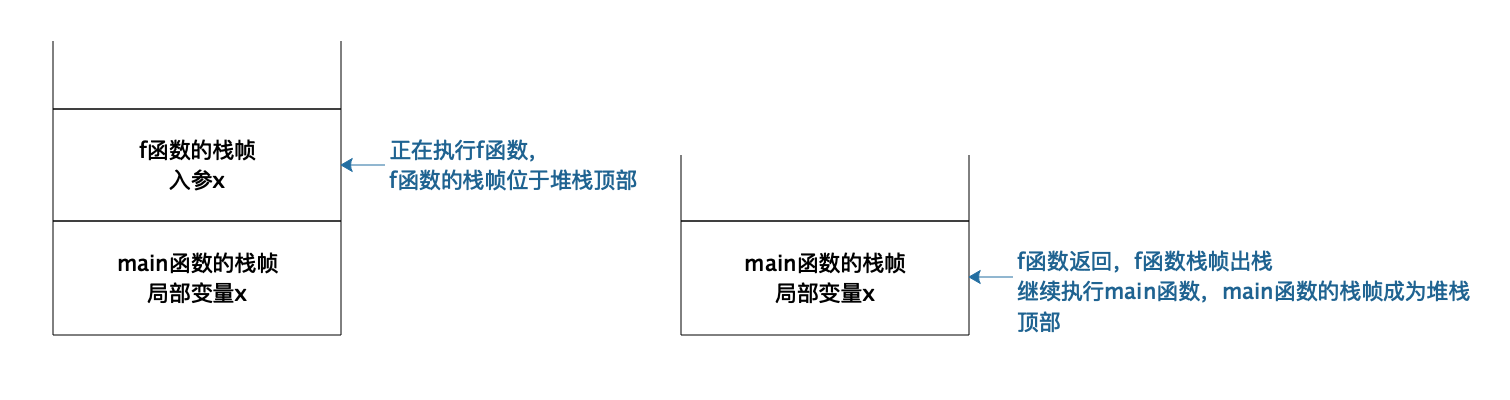 f函数的栈帧
入参x
正在执行f函数，
f函数的栈帧位于堆栈顶部
main函数的栈帧
局部变量x
main函数的栈帧
局部变量x
f函数返回，f函数栈帧出栈
继续执行main函数，main函数的栈帧成为堆栈
顶部